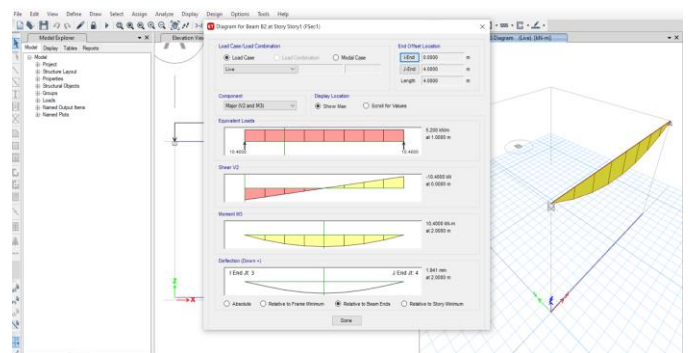 File Edit View Define Draw Select Assign Analyze Display Design Options Tools Help
Model Explorer
Model Display Tables Reports
Model
Project
Structure Layout
Properties
Structural Objects
Groups
Loads
Named Output Items
Named Plots
Elevation View
Diagram (Live) [kN-m]
Diagram for Beam B2 at Story Story1 (FSec1)
Load Case/Load Combination
Load Case
Load Combination
Modal Case
Live
End Offset Location
I-End 0.0000 m
J-End 4.0000 m
Length 4.0000 m
Component
Major (V2 and M3)
Display Location
Show Max
Scroll for Values
Equivalent Loads
5.200 kN/m
at 1.0000 m
10.4000
10.4000
Shear V2
-10.4000 kN
at 0.0000 m
Moment M3
10.4000 kN-m
at 2.0000 m
Deflection (Down +)
I End Jt: 3
J End Jt: 4
1.841 mm
at 2.0000 m
Absolute
Relative to Frame Minimum
Relative to Beam Ends
Relative to Story Minimum
Done
Z
X